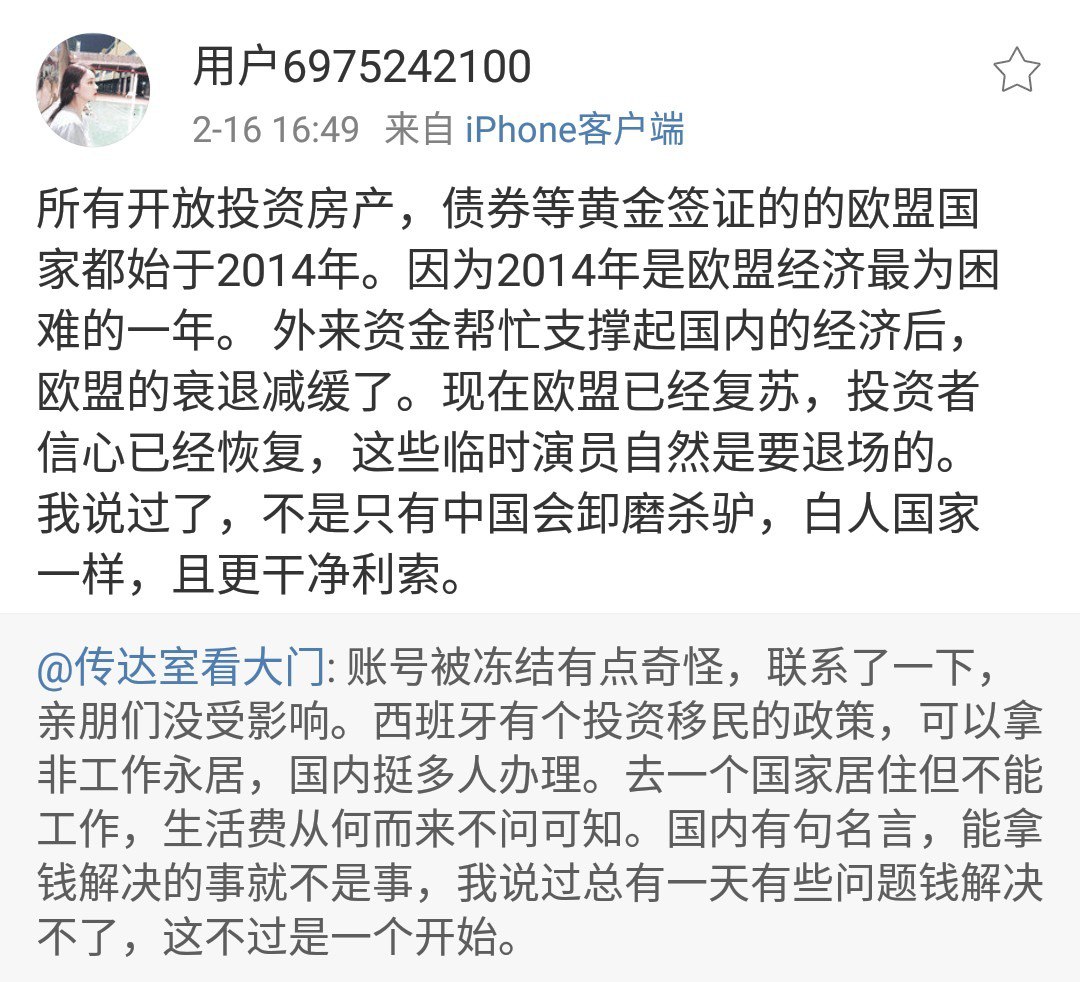 用户6975242100
2-16 16:49 来自 iPhone客户端
所有开放投资房产，债券等黄金签证的的欧盟国
家都始于2014年。因为2014年是欧盟经济最为困
难的一年。 外来资金帮忙支撑起国内的经济后，
欧盟的衰退减缓了。现在欧盟已经复苏，投资者
信心已经恢复，这些临时演员自然是要退场的。
我说过了，不是只有中国会卸磨杀驴，白人国家
一样，且更干净利索。
@传达室看大门: 账号被冻结有点奇怪，联系了一下，
亲朋们没受影响。西班牙有个投资移民的政策，可以拿
非工作永居，国内挺多人办理。去一个国家居住但不能
工作，生活费从何而来不问可知。国内有句名言，能拿
钱解决的事就不是事，我说过总有一天有些问题钱解决
不了，这不过是一个开始。